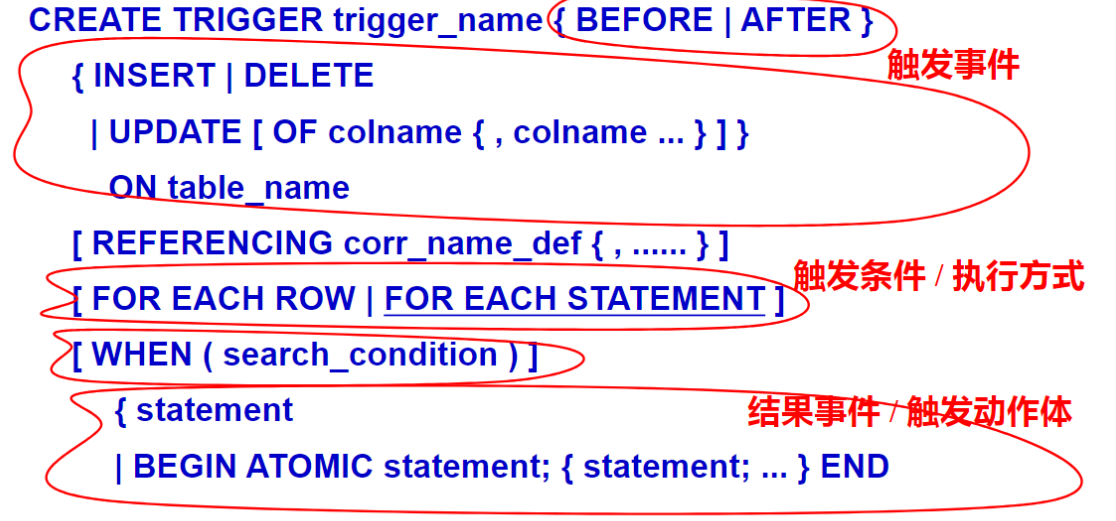 CREATE TRIGGER trigger_name { BEFORE | AFTER }
触发事件
{ INSERT | DELETE
| UPDATE [ OF colname { , colname ... } ] }
ON table_name
[ REFERENCING corr_name_def { , ...... } ]
触发条件 / 执行方式
[ FOR EACH ROW | FOR EACH STATEMENT ]
[ WHEN ( search_condition ) ]
{ statement
结果事件 / 触发动作体
| BEGIN ATOMIC statement; { statement; ... } END